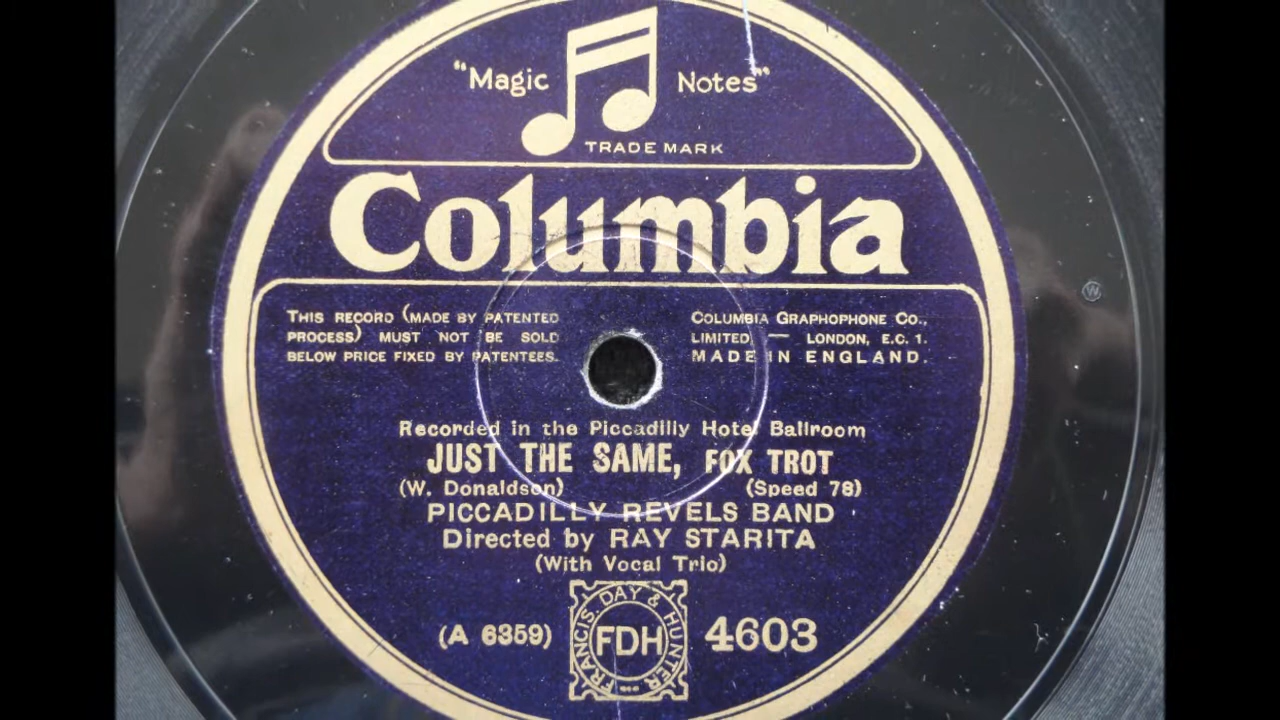 "Magic Notes"
TRADE MARK
Columbia
THIS RECORD (MADE BY PATENTED
PROCESS) MUST NOT BE SOLD
BELOW PRICE FIXED BY PATENTEES.
COLUMBIA GRAPHOPHONE CO.,
LIMITED, — LONDON, E.C. 1.
MADE IN ENGLAND.
W
Recorded in the Piccadilly Hotel Ballroom
JUST THE SAME, FOX TROT
(W. Donaldson) (Speed 78)
PICCADILLY REVELS BAND
Directed by RAY STARITA
(With Vocal Trio)
(A 6359) FRANCIS, DAY & HUNTER FDH 4603